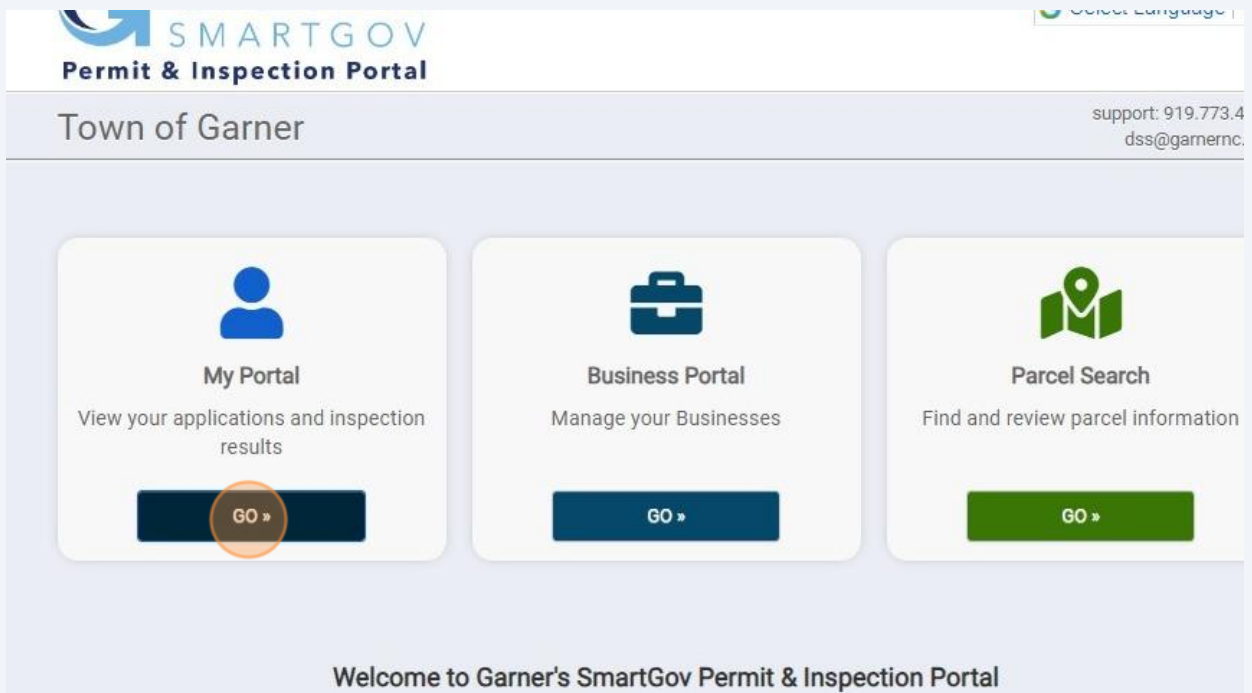 Select Language
SMARTGOV
Permit & Inspection Portal
Town of Garner
support: 919.773.4
dss@garnernc.
My Portal
View your applications and inspection
results
GO »
Business Portal
Manage your Businesses
GO »
Parcel Search
Find and review parcel information
GO »
Welcome to Garner's SmartGov Permit & Inspection Portal